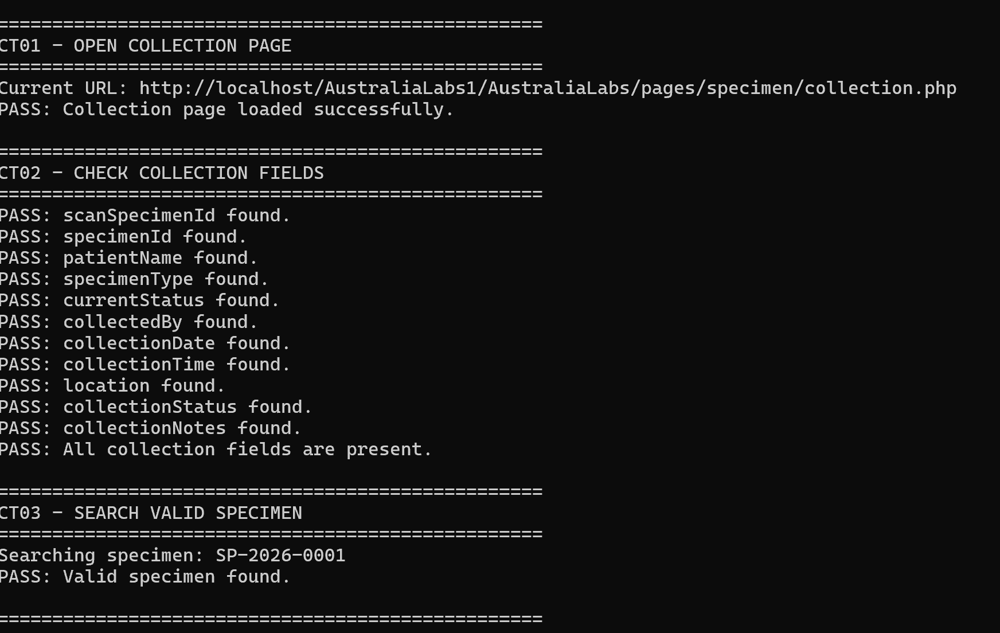 ==================================================
CT01 - OPEN COLLECTION PAGE
==================================================
Current URL: http://localhost/AustraliaLabs1/AustraliaLabs/pages/specimen/collection.php
PASS: Collection page loaded successfully.
==================================================
CT02 - CHECK COLLECTION FIELDS
==================================================
PASS: scanSpecimenId found.
PASS: specimenId found.
PASS: patientName found.
PASS: specimenType found.
PASS: currentStatus found.
PASS: collectedBy found.
PASS: collectionDate found.
PASS: collectionTime found.
PASS: location found.
PASS: collectionStatus found.
PASS: collectionNotes found.
PASS: All collection fields are present.
==================================================
CT03 - SEARCH VALID SPECIMEN
==================================================
Searching specimen: SP-2026-0001
PASS: Valid specimen found.
==================================================